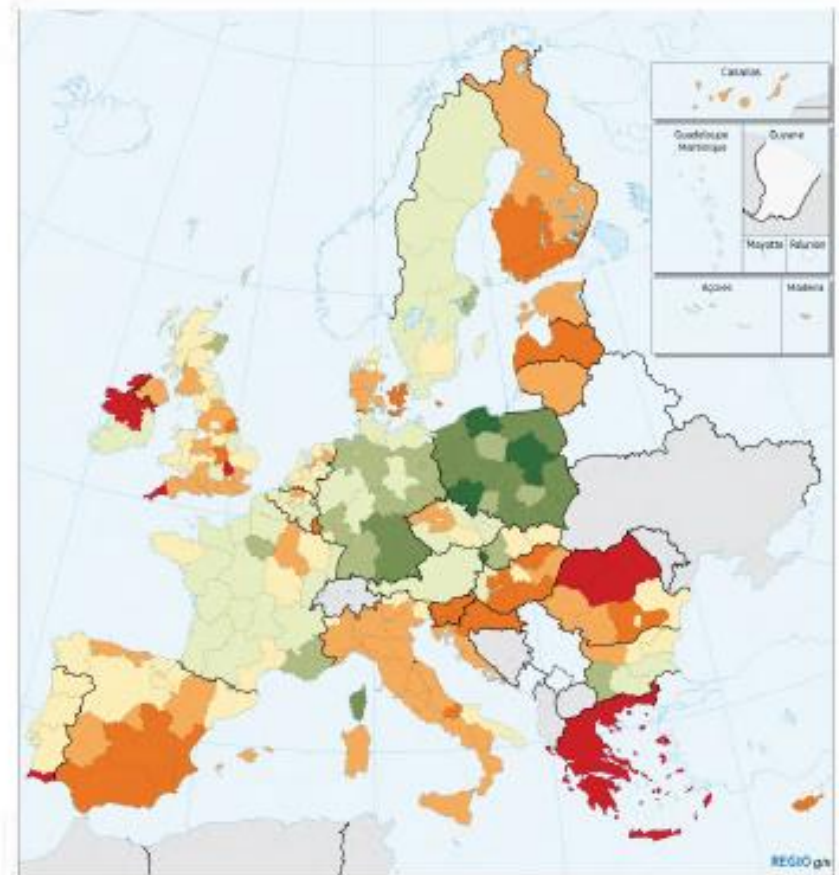 Canarias
Guadeloupe
Martinique
Guyane
Mayotte
Réunion
Açores
Madeira
REGIO gis